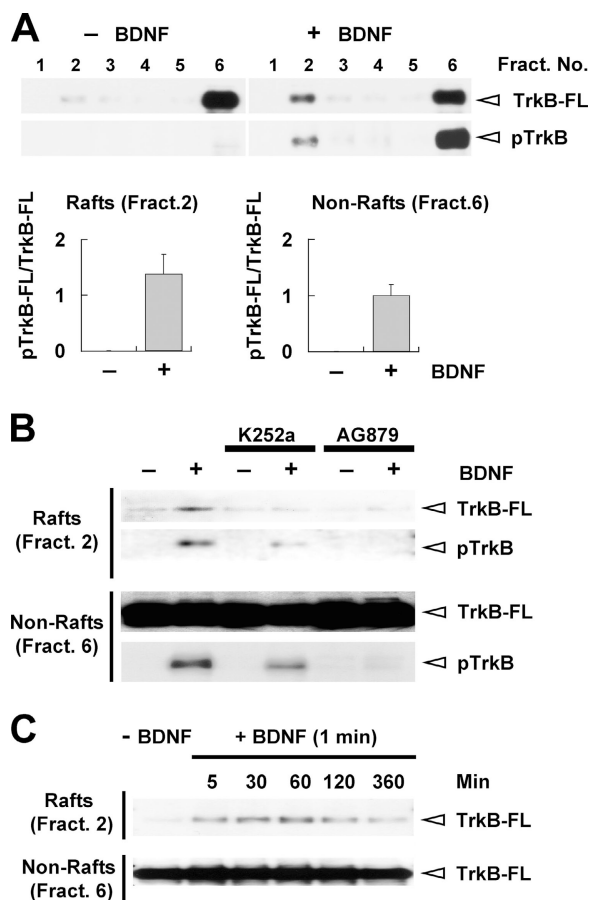 A
– BDNF + BDNF
1 2 3 4 5 6 1 2 3 4 5 6 Fract. No.
TrkB-FL
pTrkB
Rafts (Fract.2)
pTrkB-FL/TrkB-FL
2
1
0
– +
Non-Rafts (Fract.6)
pTrkB-FL/TrkB-FL
2
1
0
– + BDNF
B
K252a AG879
– + – + – + BDNF
Rafts
(Fract. 2)
TrkB-FL
pTrkB
Non-Rafts
(Fract. 6)
TrkB-FL
pTrkB
C
- BDNF + BDNF (1 min)
5 30 60 120 360 Min
Rafts
(Fract. 2)
TrkB-FL
Non-Rafts
(Fract. 6)
TrkB-FL